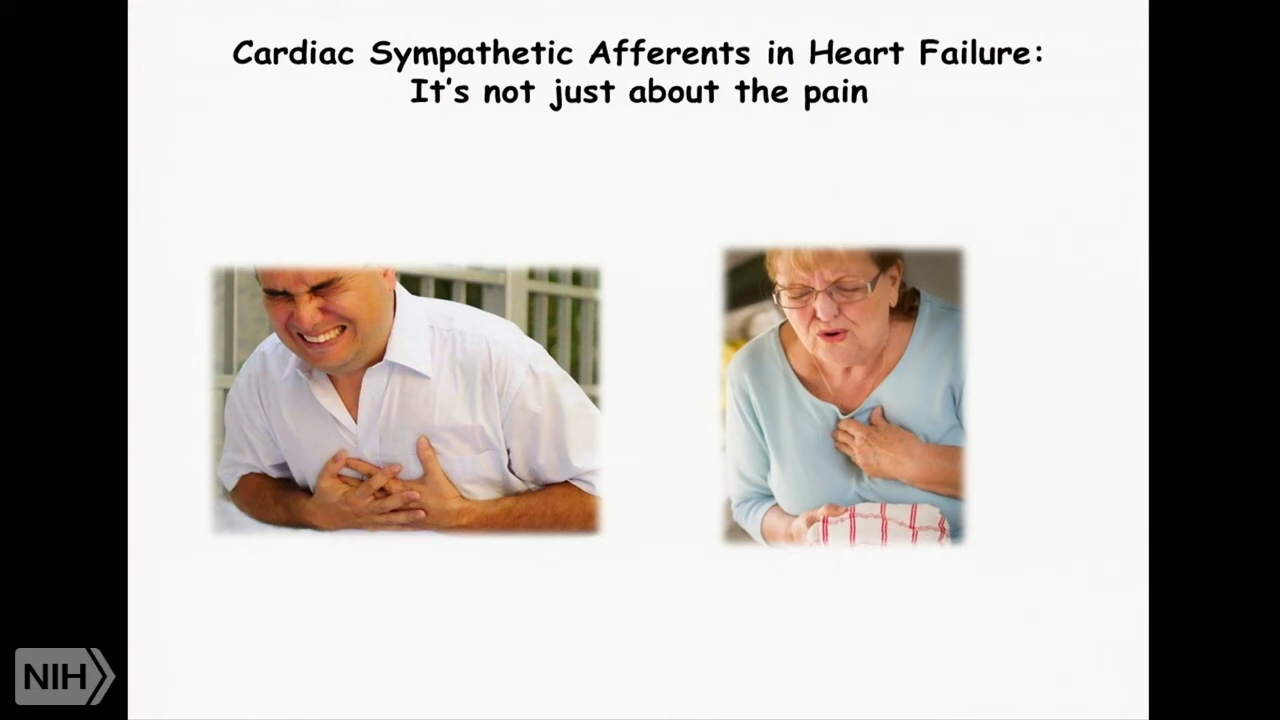 Cardiac Sympathetic Afferents in Heart Failure:
It's not just about the pain
NIH